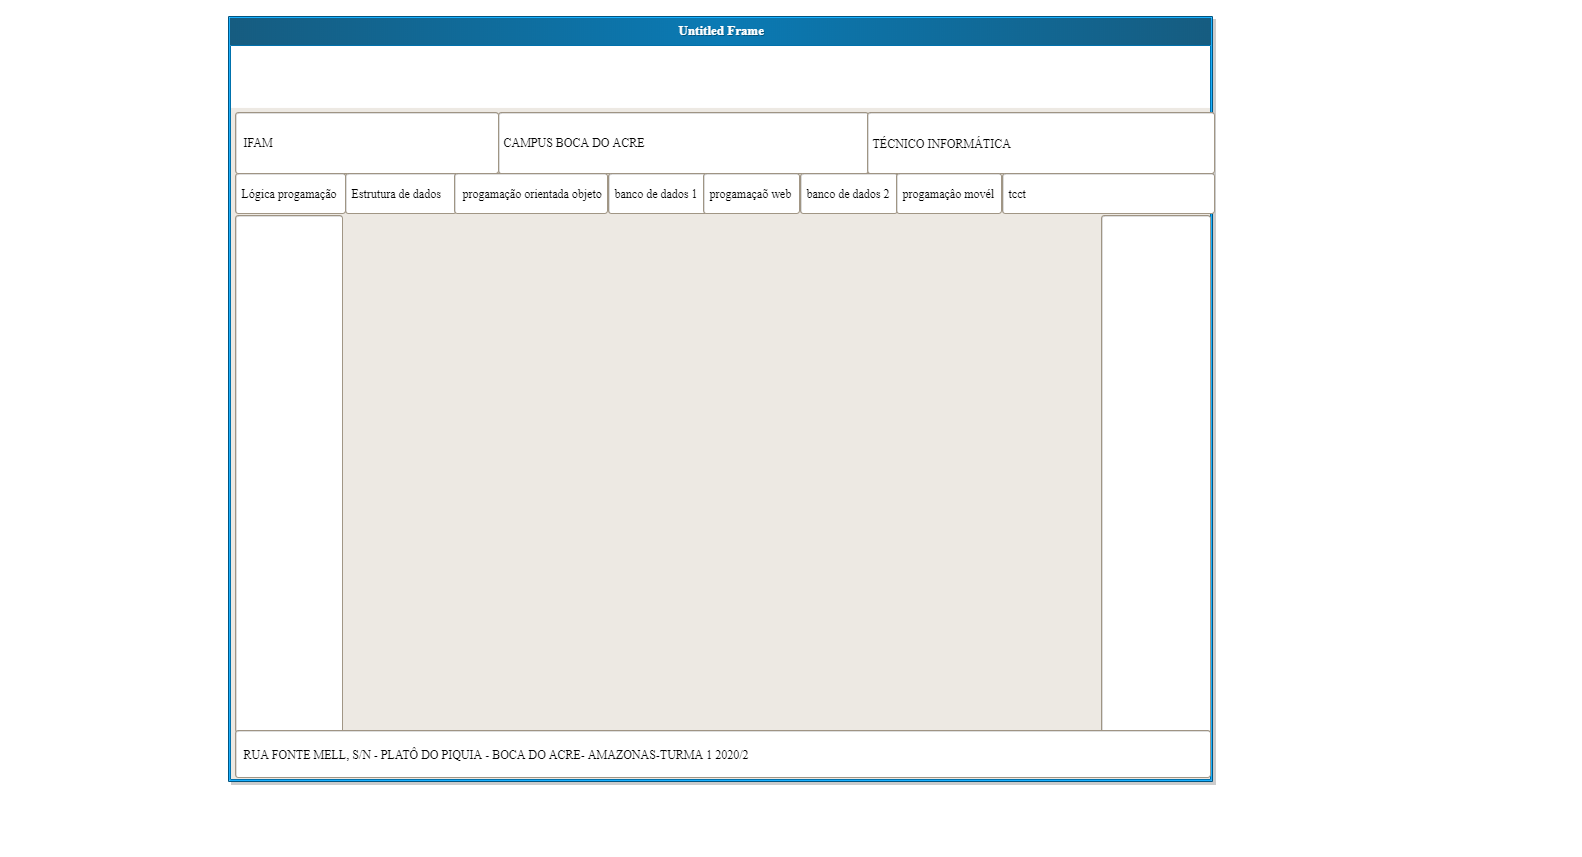 Untitled Frame
IFAM CAMPUS BOCA DO ACRE TÉCNICO INFORMÁTICA
Lógica progamação Estrutura de dados progamação orientada objeto banco de dados 1 progamaçaõ web banco de dados 2 progamação movél tcct
RUA FONTE MELL, S/N - PLATÔ DO PIQUIA - BOCA DO ACRE- AMAZONAS-TURMA 1 2020/2